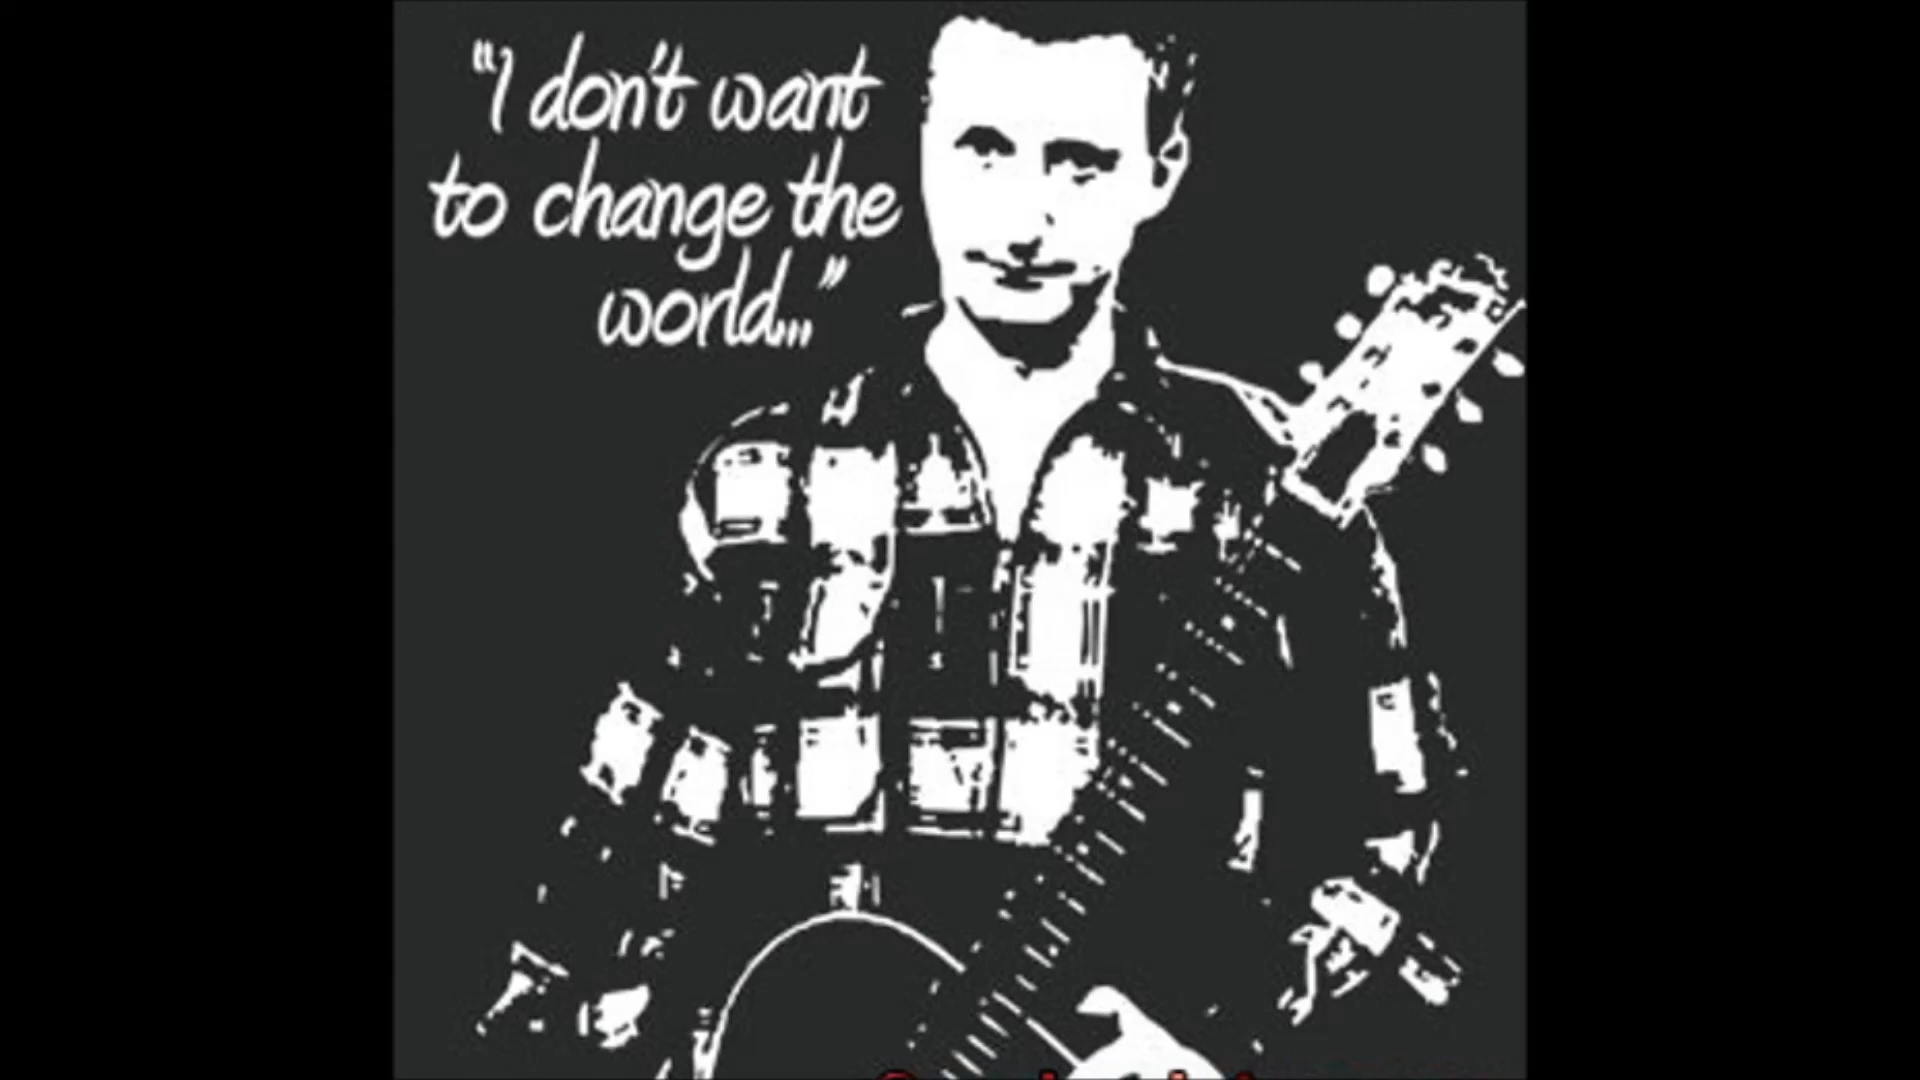 "I don't want
to change the
world..."